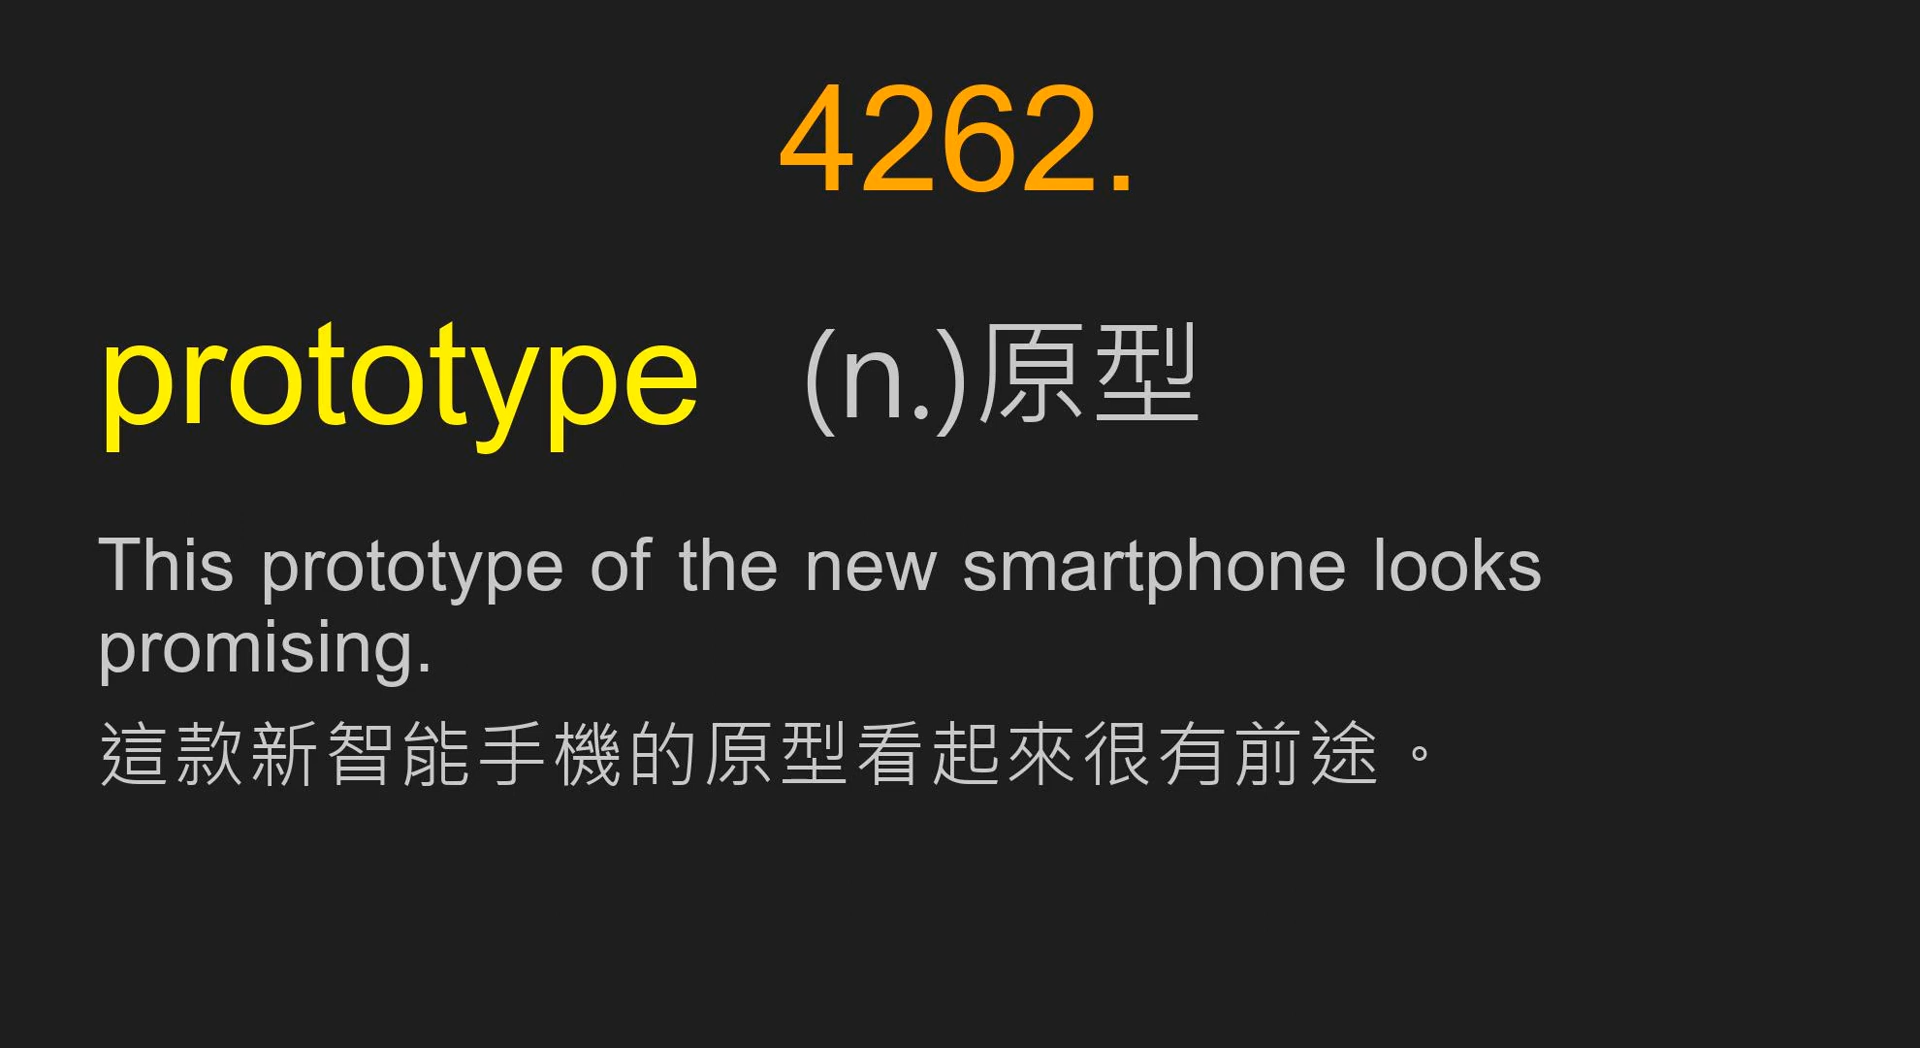 4262.
prototype (n.)原型
This prototype of the new smartphone looks
promising.
這款新智能手機的原型看起來很有前途。